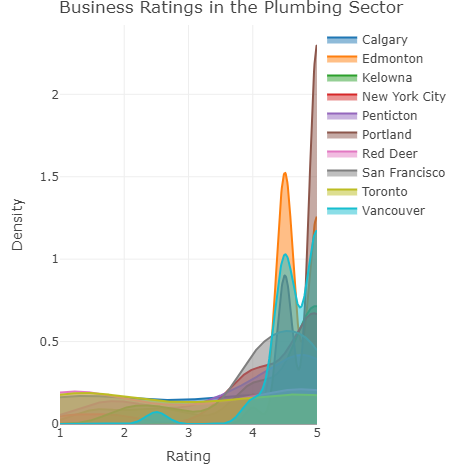 Business Ratings in the Plumbing Sector
Calgary
Edmonton
Kelowna
New York City
Penticton
Portland
Red Deer
San Francisco
Toronto
Vancouver
2
1.5
1
0.5
0
Density
1 2 3 4 5
Rating